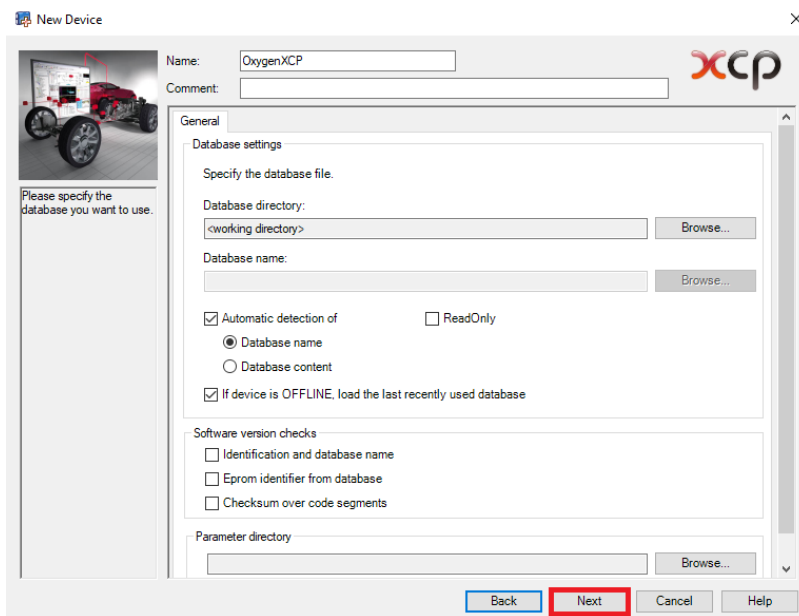 New Device
Name:
OxygenXCP
xcp
Comment:
General
Database settings
Please specify the
database you want to use.
Specify the database file.
Database directory:
<working directory>
Browse...
Database name:
Browse...
Automatic detection of
ReadOnly
Database name
Database content
If device is OFFLINE, load the last recently used database
Software version checks
Identification and database name
Eprom identifier from database
Checksum over code segments
Parameter directory
Browse...
Back
Next
Cancel
Help